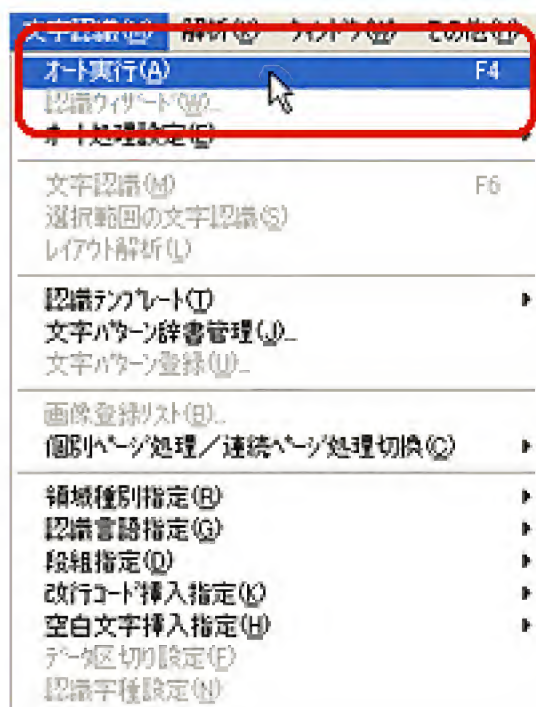 文字認識(M) 解析(K) ウィンドウ(W) その他(H)
オート実行(A) F4
認識ウィザード(W)...
オート処理設定(E)
文字認識(M) F6
選択範囲の文字認識(S)
レイアウト解析(L)
認識テンプレート(T)
文字パターン辞書管理(J)...
文字パターン登録(U)...
画像登録リスト(B)...
個別ページ処理／連続ページ処理切換(C)
領域種別指定(R)
認識言語指定(G)
段組指定(D)
改行コード挿入指定(K)
空白文字挿入指定(H)
データ区切り設定(F)
認識字種設定(N)